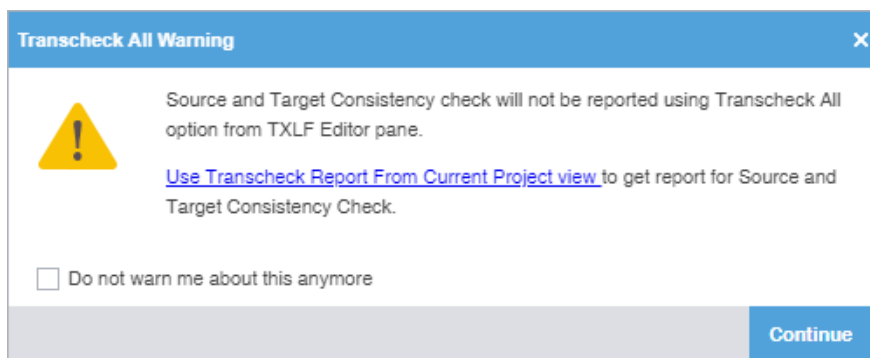 Transcheck All Warning
Source and Target Consistency check will not be reported using Transcheck All
option from TXLF Editor pane.
Use Transcheck Report From Current Project view to get report for Source and
Target Consistency Check.
Do not warn me about this anymore
Continue